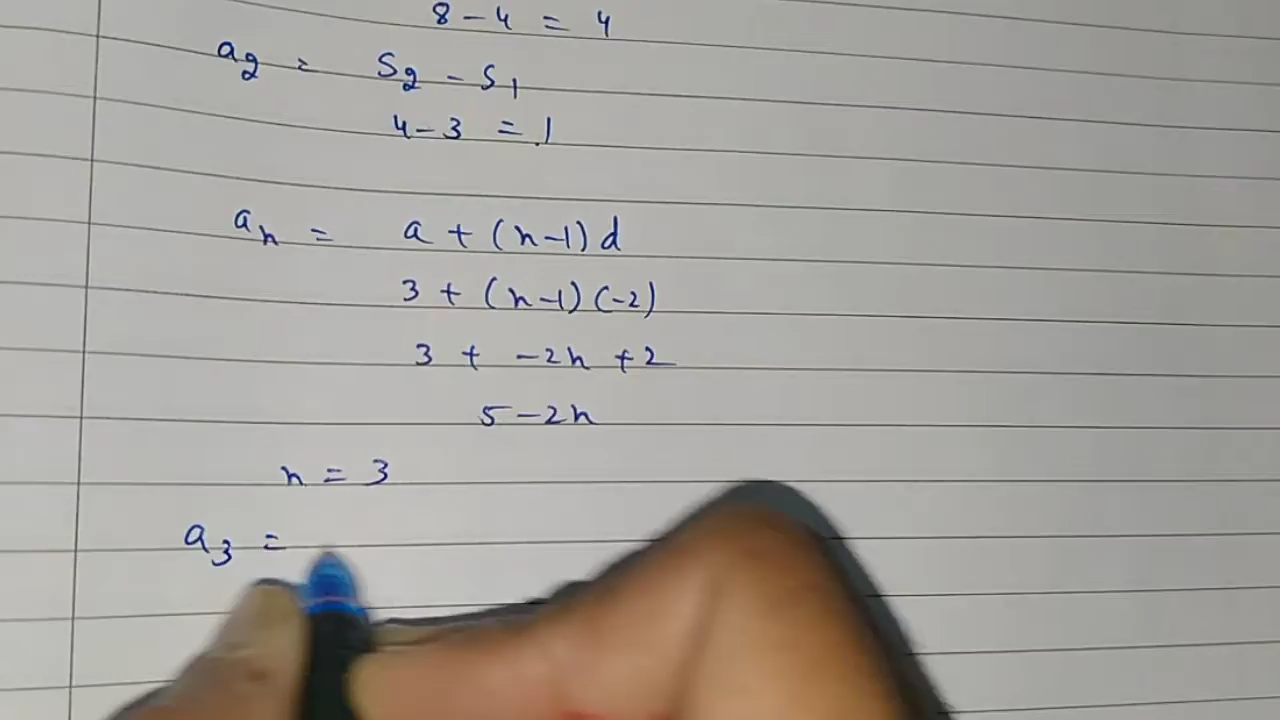 8 - 4 = 4
a2 = S2 - S1
4 - 3 = 1
an = a + (n-1) d
3 + (n-1) (-2)
3 + -2n + 2
5 - 2n
n = 3
a3 =